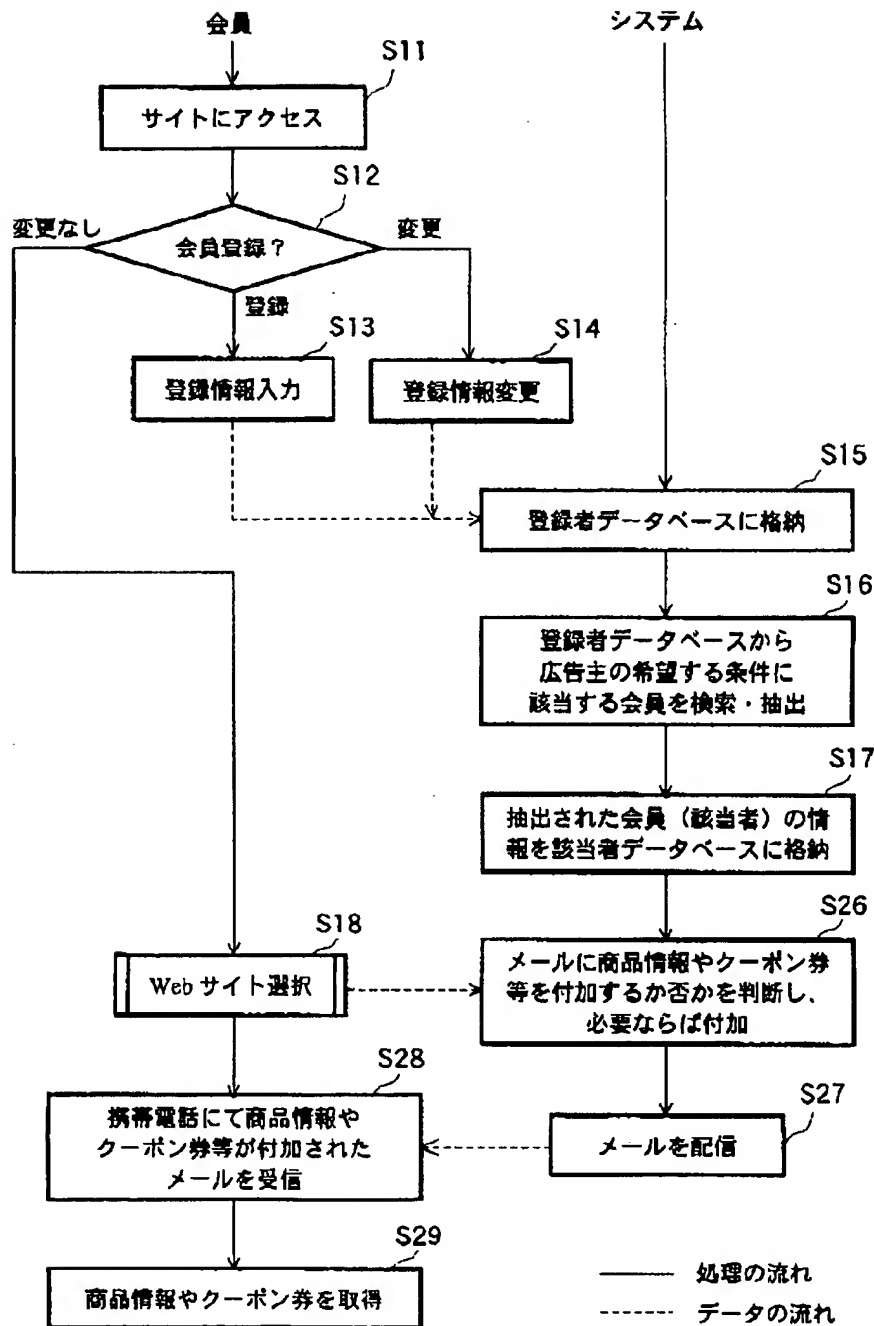 会員
システム
S11
サイトにアクセス
S12
変更なし
会員登録？
変更
登録
S13
S14
登録情報入力
登録情報変更
S15
登録者データベースに格納
S16
登録者データベースから
広告主の希望する条件に
該当する会員を検索・抽出
S17
抽出された会員（該当者）の情
報を該当者データベースに格納
S18
Web サイト選択
S26
メールに商品情報やクーポン券
等を付加するか否かを判断し、
必要ならば付加
S28
携帯電話にて商品情報や
クーポン券等が付加された
メールを受信
S27
メールを配信
S29
商品情報やクーポン券を取得
処理の流れ
データの流れ